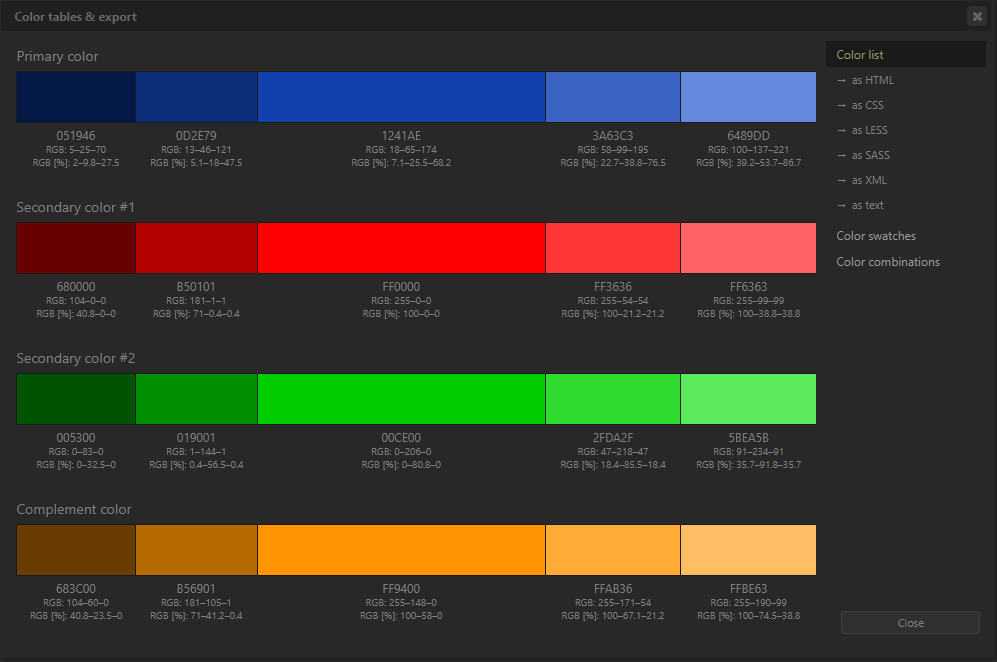 Color tables & export
Primary color
051946 0D2E79 1241AE 3A63C3 6489DD
RGB: 5–25–70 RGB: 13–46–121 RGB: 18–65–174 RGB: 58–99–195 RGB: 100–137–221
RGB [%]: 2–9.8–27.5 RGB [%]: 5.1–18–47.5 RGB [%]: 7.1–25.5–68.2 RGB [%]: 22.7–38.8–76.5 RGB [%]: 39.2–53.7–86.7
Secondary color #1
680000 B50101 FF0000 FF3636 FF6363
RGB: 104–0–0 RGB: 181–1–1 RGB: 255–0–0 RGB: 255–54–54 RGB: 255–99–99
RGB [%]: 40.8–0–0 RGB [%]: 71–0.4–0.4 RGB [%]: 100–0–0 RGB [%]: 100–21.2–21.2 RGB [%]: 100–38.8–38.8
Secondary color #2
005300 019001 00CE00 2FDA2F 5BEA5B
RGB: 0–83–0 RGB: 1–144–1 RGB: 0–206–0 RGB: 47–218–47 RGB: 91–234–91
RGB [%]: 0–32.5–0 RGB [%]: 0.4–56.5–0.4 RGB [%]: 0–80.8–0 RGB [%]: 18.4–85.5–18.4 RGB [%]: 35.7–91.8–35.7
Complement color
683C00 B56901 FF9400 FFAB36 FFBE63
RGB: 104–60–0 RGB: 181–105–1 RGB: 255–148–0 RGB: 255–171–54 RGB: 255–190–99
RGB [%]: 40.8–23.5–0 RGB [%]: 71–41.2–0.4 RGB [%]: 100–58–0 RGB [%]: 100–67.1–21.2 RGB [%]: 100–74.5–38.8
Color list
→ as HTML
→ as CSS
→ as LESS
→ as SASS
→ as XML
→ as text
Color swatches
Color combinations
Close